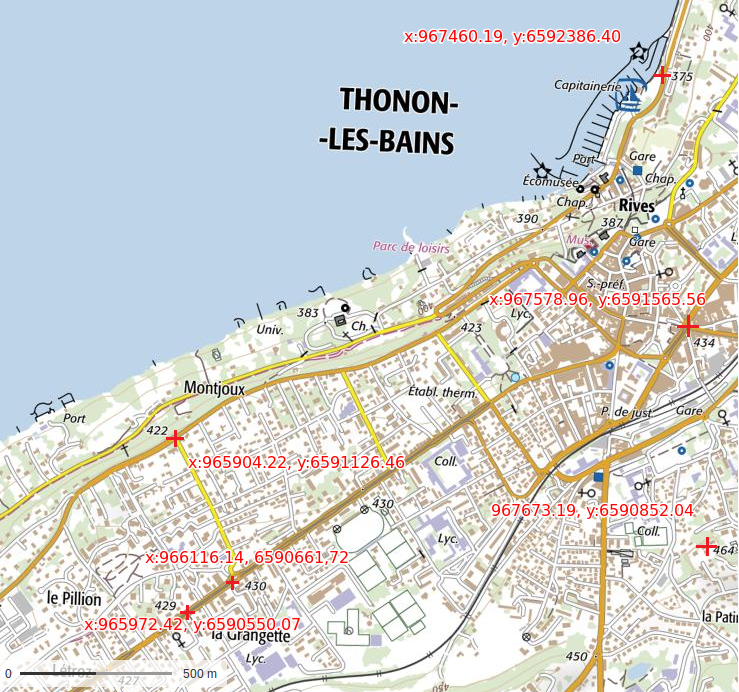 x:967460.19, y:6592386.40
400
375
Capitainerie
THONON-
-LES-BAINS
Port
Gare
Écomusée
Chap.
Chap.
Rives
390
387
Mus.
Gare
Parc de loisirs
S.-préf.
x:967578.96, y:6591565.56
383
Ch.
400
Lyc.
Univ.
423
434
Montjoux
Établ. therm.
Port
P. de just.
Gare
422
x:965904.22, y:6591126.46
Coll.
430
967673.19, y:6590852.04
Coll.
Lyc.
464
x:966116.14, 6590661,72
430
le Pillion
429
x:965972.42, y:6590550.07
la Grangette
la Patin
Lyc.
450
Létroz
427
450
0
500 m